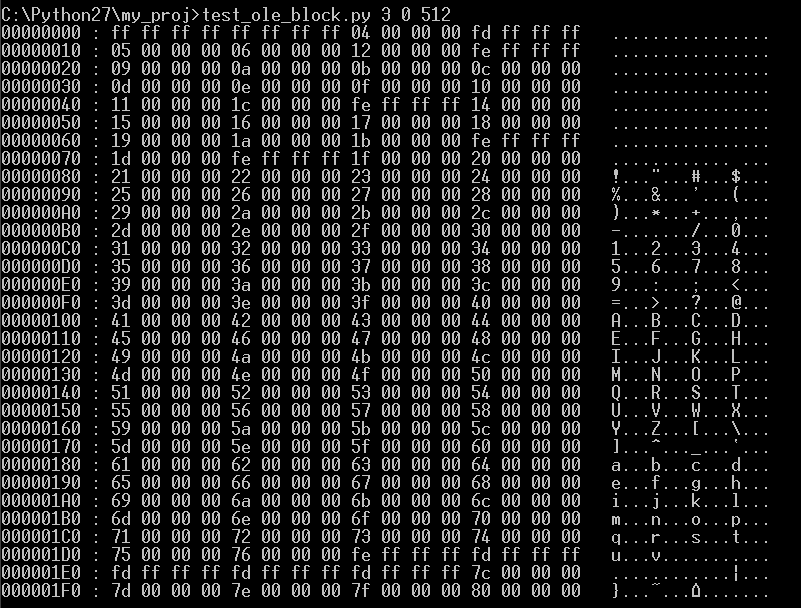 C:\Python27\my_proj>test_ole_block.py 3 0 512
00000000 : ff ff ff ff ff ff ff ff 04 00 00 00 fd ff ff ff   ................
00000010 : 05 00 00 00 06 00 00 00 12 00 00 00 fe ff ff ff   ................
00000020 : 09 00 00 00 0a 00 00 00 0b 00 00 00 0c 00 00 00   ................
00000030 : 0d 00 00 00 0e 00 00 00 0f 00 00 00 10 00 00 00   ................
00000040 : 11 00 00 00 1c 00 00 00 fe ff ff ff 14 00 00 00   ................
00000050 : 15 00 00 00 16 00 00 00 17 00 00 00 18 00 00 00   ................
00000060 : 19 00 00 00 1a 00 00 00 1b 00 00 00 fe ff ff ff   ................
00000070 : 1d 00 00 00 fe ff ff ff 1f 00 00 00 20 00 00 00   ............ ...
00000080 : 21 00 00 00 22 00 00 00 23 00 00 00 24 00 00 00   !..."...#...$...
00000090 : 25 00 00 00 26 00 00 00 27 00 00 00 28 00 00 00   %...&...'...(...
000000A0 : 29 00 00 00 2a 00 00 00 2b 00 00 00 2c 00 00 00   )...*...+...,...
000000B0 : 2d 00 00 00 2e 00 00 00 2f 00 00 00 30 00 00 00   -......./...0...
000000C0 : 31 00 00 00 32 00 00 00 33 00 00 00 34 00 00 00   1...2...3...4...
000000D0 : 35 00 00 00 36 00 00 00 37 00 00 00 38 00 00 00   5...6...7...8...
000000E0 : 39 00 00 00 3a 00 00 00 3b 00 00 00 3c 00 00 00   9...:...;...<...
000000F0 : 3d 00 00 00 3e 00 00 00 3f 00 00 00 40 00 00 00   =...>...?...@...
00000100 : 41 00 00 00 42 00 00 00 43 00 00 00 44 00 00 00   A...B...C...D...
00000110 : 45 00 00 00 46 00 00 00 47 00 00 00 48 00 00 00   E...F...G...H...
00000120 : 49 00 00 00 4a 00 00 00 4b 00 00 00 4c 00 00 00   I...J...K...L...
00000130 : 4d 00 00 00 4e 00 00 00 4f 00 00 00 50 00 00 00   M...N...O...P...
00000140 : 51 00 00 00 52 00 00 00 53 00 00 00 54 00 00 00   Q...R...S...T...
00000150 : 55 00 00 00 56 00 00 00 57 00 00 00 58 00 00 00   U...V...W...X...
00000160 : 59 00 00 00 5a 00 00 00 5b 00 00 00 5c 00 00 00   Y...Z...[...\...
00000170 : 5d 00 00 00 5e 00 00 00 5f 00 00 00 60 00 00 00   ]...^..._...`...
00000180 : 61 00 00 00 62 00 00 00 63 00 00 00 64 00 00 00   a...b...c...d...
00000190 : 65 00 00 00 66 00 00 00 67 00 00 00 68 00 00 00   e...f...g...h...
000001A0 : 69 00 00 00 6a 00 00 00 6b 00 00 00 6c 00 00 00   i...j...k...l...
000001B0 : 6d 00 00 00 6e 00 00 00 6f 00 00 00 70 00 00 00   m...n...o...p...
000001C0 : 71 00 00 00 72 00 00 00 73 00 00 00 74 00 00 00   q...r...s...t...
000001D0 : 75 00 00 00 76 00 00 00 fe ff ff ff fd ff ff ff   u...v...........
000001E0 : fd ff ff ff fd ff ff ff fd ff ff ff 7c 00 00 00   ............|...
000001F0 : 7d 00 00 00 7e 00 00 00 7f 00 00 00 80 00 00 00   }...~...⌂.......